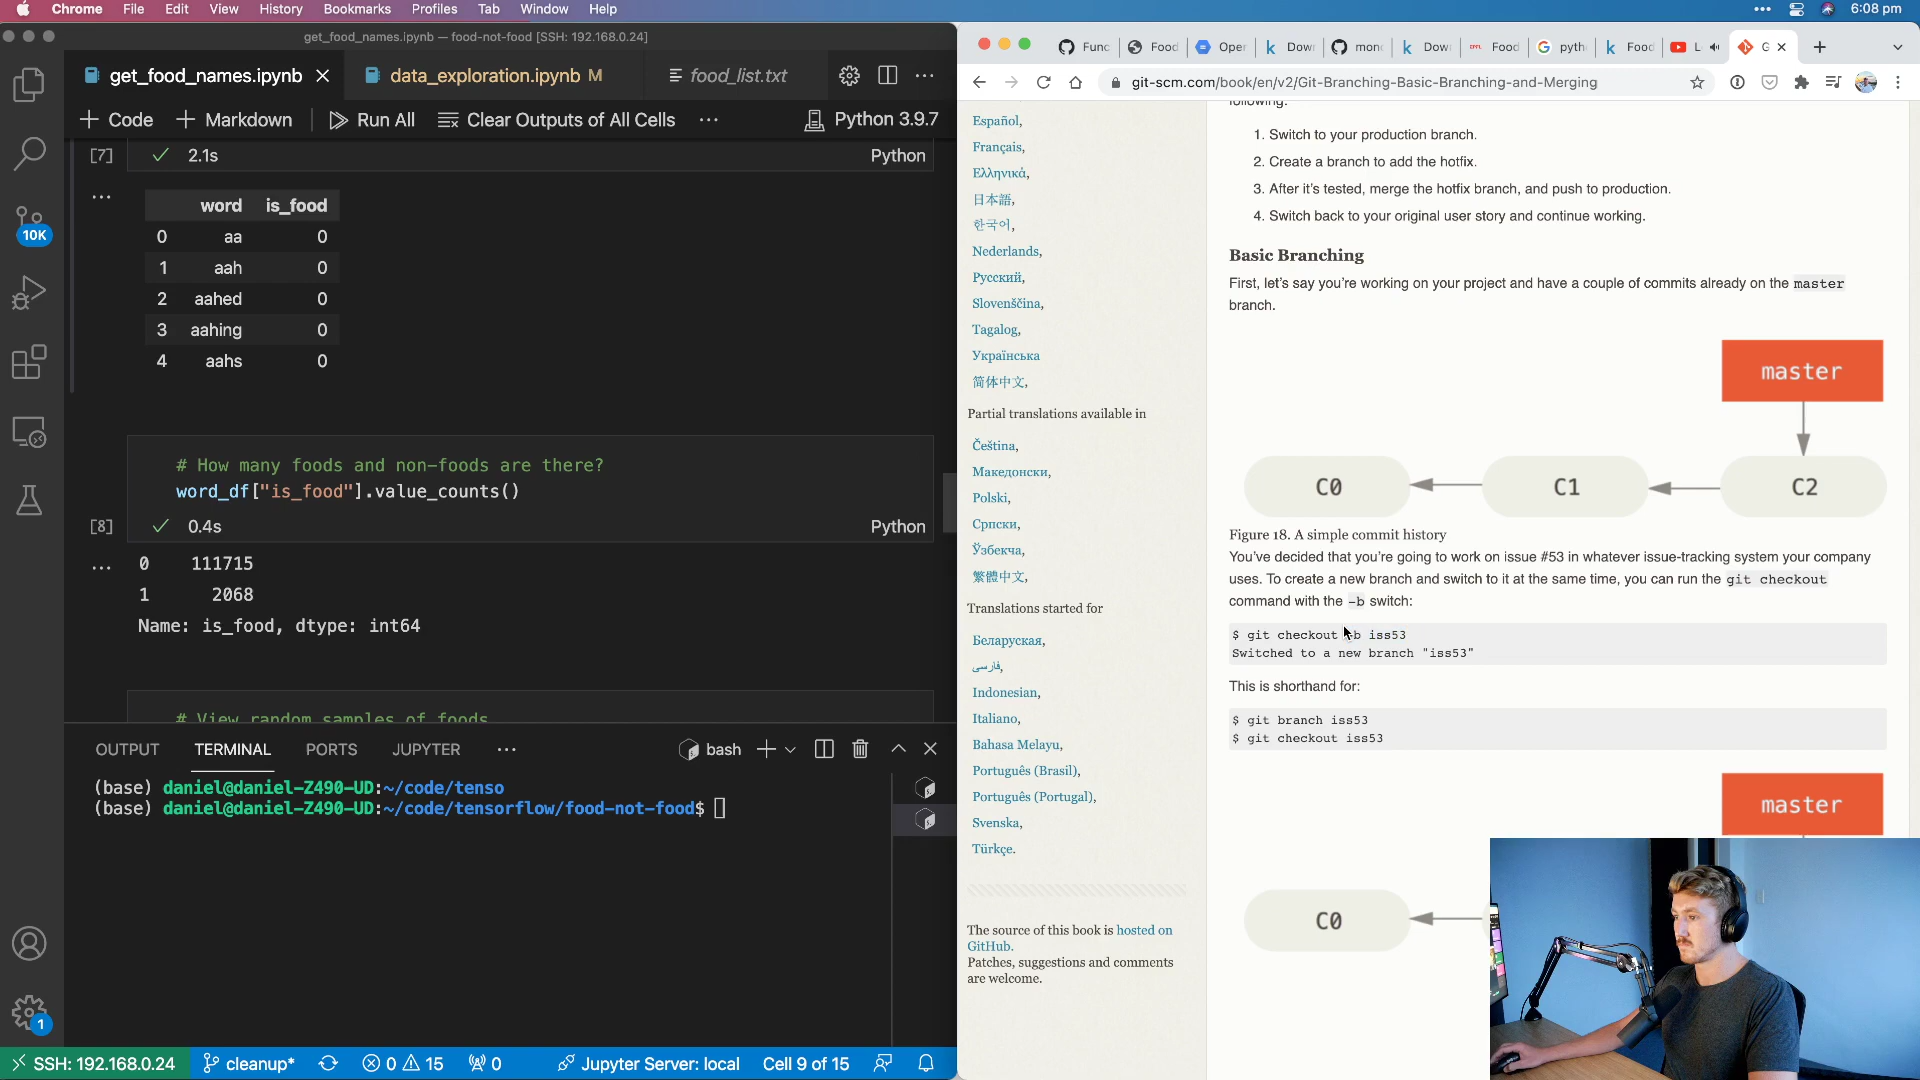 Chrome File Edit View History Bookmarks Profiles Tab Window Help 6:08 pm
get_food_names.ipynb — food-not-food [SSH: 192.168.0.24]
get_food_names.ipynb data_exploration.ipynb M food_list.txt
Code Markdown Run All Clear Outputs of All Cells Python 3.9.7
10K
[7] 2.1s Python
word is_food
0 aa 0
1 aah 0
2 aahed 0
3 aahing 0
4 aahs 0
# How many foods and non-foods are there?
word_df["is_food"].value_counts()
[8] 0.4s Python
0 111715
1 2068
Name: is_food, dtype: int64
# View random samples of foods
OUTPUT TERMINAL PORTS JUPYTER bash
(base) daniel@daniel-Z490-UD:~/code/tenso
(base) daniel@daniel-Z490-UD:~/code/tensorflow/food-not-food$
1
SSH: 192.168.0.24 cleanup* 0 15 0 Jupyter Server: local Cell 9 of 15
Func Food Oper Dow mon Dow Food pyth Food L G
git-scm.com/book/en/v2/Git-Branching-Basic-Branching-and-Merging
Español,
Français,
Ελληνικά,
日本語,
한국어,
Nederlands,
Русский,
Slovenščina,
Tagalog,
Українська
简体中文,
Partial translations available in
Čeština,
Македонски,
Polski,
Српски,
Ўзбекча,
繁體中文,
Translations started for
Беларуская,
فارسی,
Indonesian,
Italiano,
Bahasa Melayu,
Português (Brasil),
Português (Portugal),
Svenska,
Türkçe.
The source of this book is hosted on
GitHub.
Patches, suggestions and comments
are welcome.
following:
1. Switch to your production branch.
2. Create a branch to add the hotfix.
3. After it's tested, merge the hotfix branch, and push to production.
4. Switch back to your original user story and continue working.
Basic Branching
First, let's say you're working on your project and have a couple of commits already on the master
branch.
master
C0 C1 C2
Figure 18. A simple commit history
You've decided that you're going to work on issue #53 in whatever issue-tracking system your company
uses. To create a new branch and switch to it at the same time, you can run the git checkout
command with the -b switch:
$ git checkout -b iss53
Switched to a new branch "iss53"
This is shorthand for:
$ git branch iss53
$ git checkout iss53
master
C0